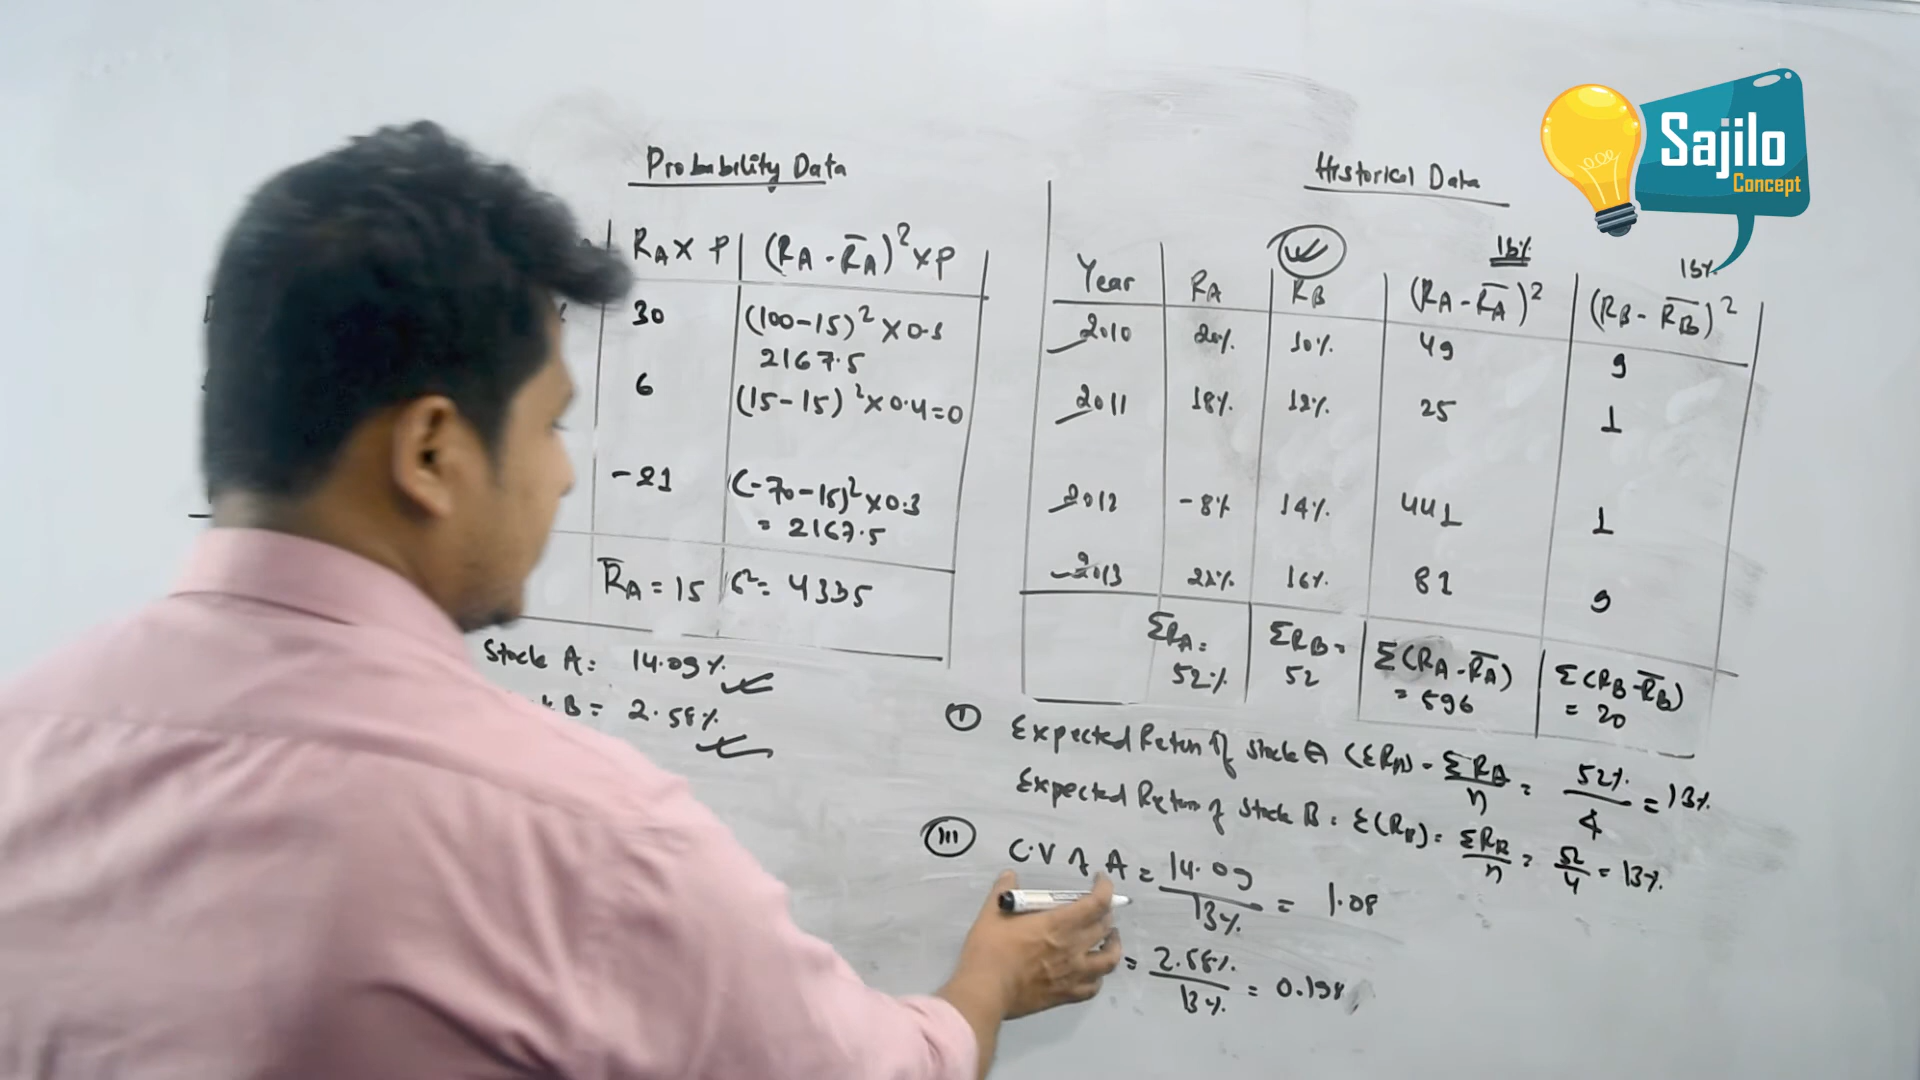 Sajilo
Concept
Probability Data
RA × P (RA - R̄A)² × P
30 (100-15)² × 0.3
2167.5
6 (15-15)² × 0.4 = 0
-21 (-70-15)² × 0.3
= 2167.5
R̄A = 15 6² = 4335
Stock A = 14.09%
B = 2.58%
Historical Data
13% 13%
Year RA RB (RA - R̄A)² (RB - R̄B)²
2010 20% 10% 49 9
2011 18% 12% 25 1
2012 -8% 14% 441 1
2013 22% 16% 81 9
ΣRA = 52% ΣRB = 52 Σ(RA - R̄A) = 596 Σ(RB - R̄B) = 20
I Expected Return of Stock A (ΣRA) = ΣRA/n = 52%/4 = 13%
Expected Return of Stock B = Σ(RB) = ΣRB/n = 52/4 = 13%
III C.V of A = 14.09/13% = 1.08
= 2.58%/13% = 0.198